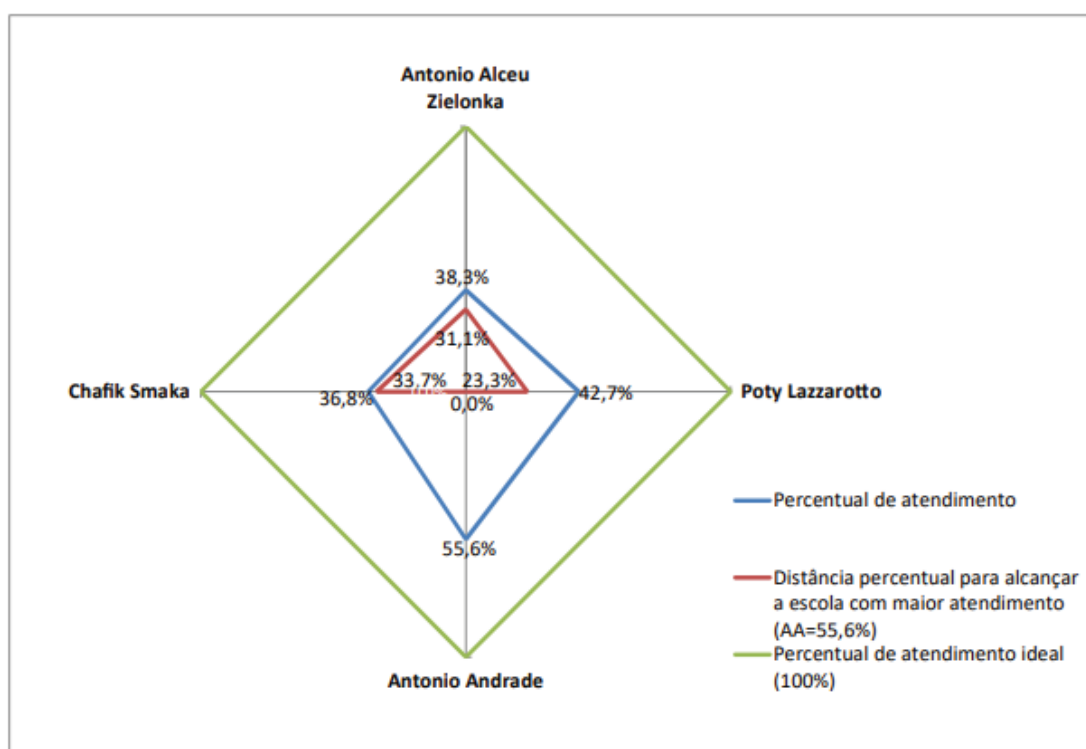 Antonio Alceu
Zielonka
38,3%
31,1%
Chafik Smaka
33,7% 23,3%
36,8%
0,0%
42,7%
Poty Lazzarotto
55,6%
Antonio Andrade
Percentual de atendimento
Distância percentual para alcançar
a escola com maior atendimento
(AA=55,6%)
Percentual de atendimento ideal
(100%)